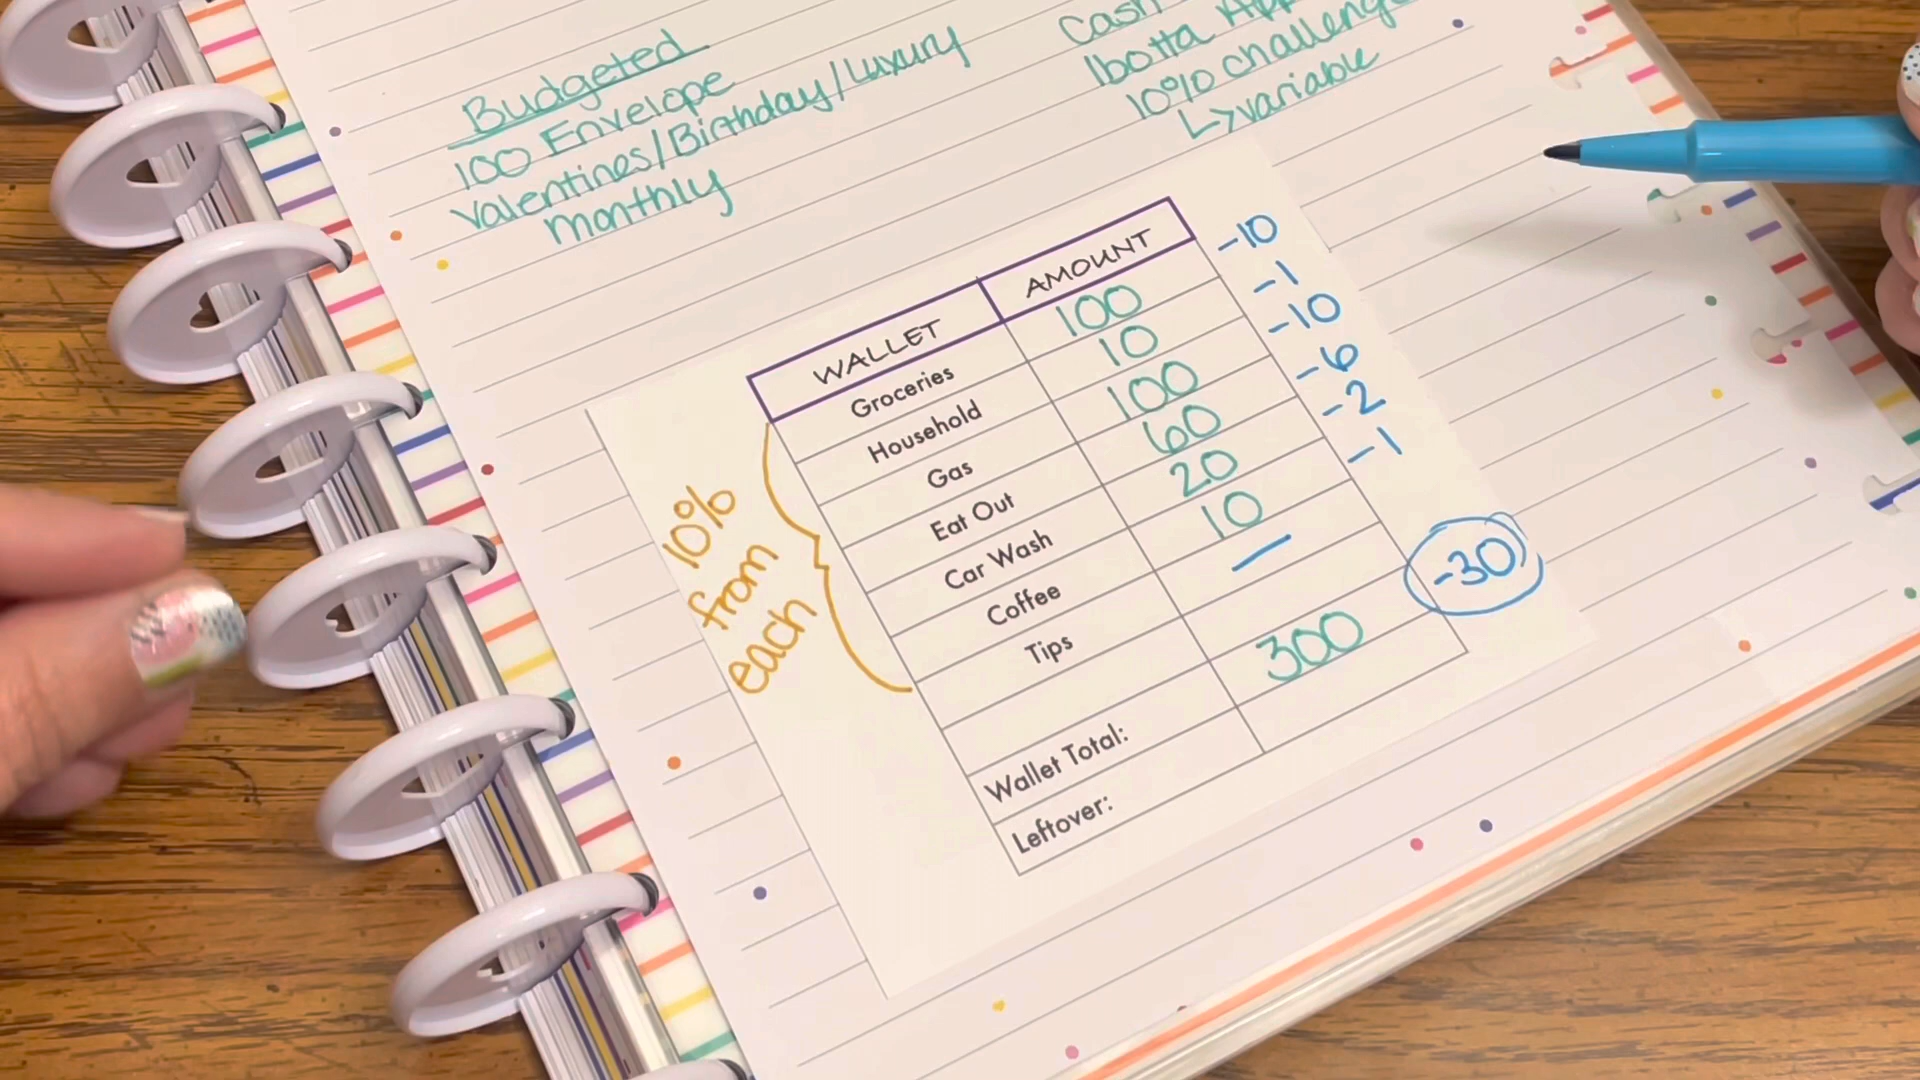 Budgeted
100 Envelope
Valentines/Birthday/Luxury
monthly
Cash
Ibotta App
10% challenge
↳variable
WALLET AMOUNT
Groceries 100 -10
Household 10 -1
Gas 100 -10
Eat Out 60 -6
Car Wash 20 -2
Coffee 10 -1
Tips —
Wallet Total: 300 -30
Leftover:
10%
from
each